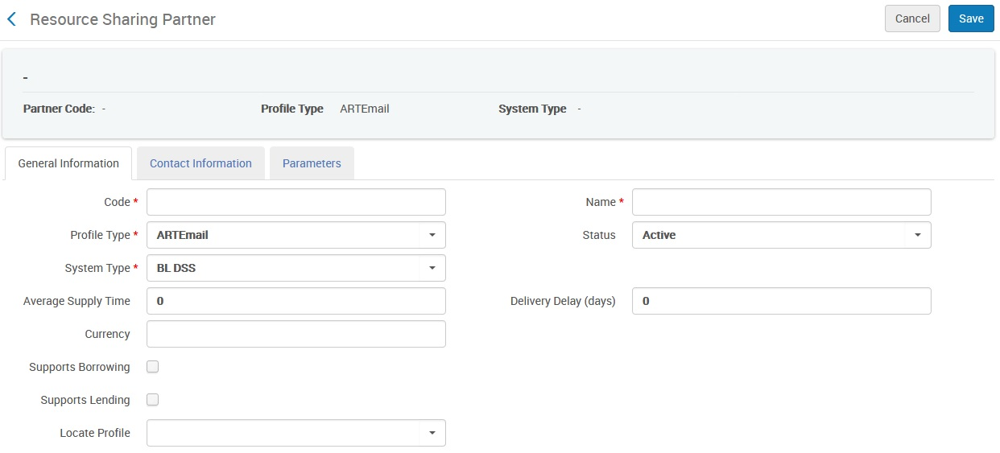 Resource Sharing Partner Cancel Save
-
Partner Code: - Profile Type ARTEmail System Type -
General Information Contact Information Parameters
Code * Name *
Profile Type * ARTEmail Status Active
System Type * BL DSS
Average Supply Time 0 Delivery Delay (days) 0
Currency
Supports Borrowing
Supports Lending
Locate Profile